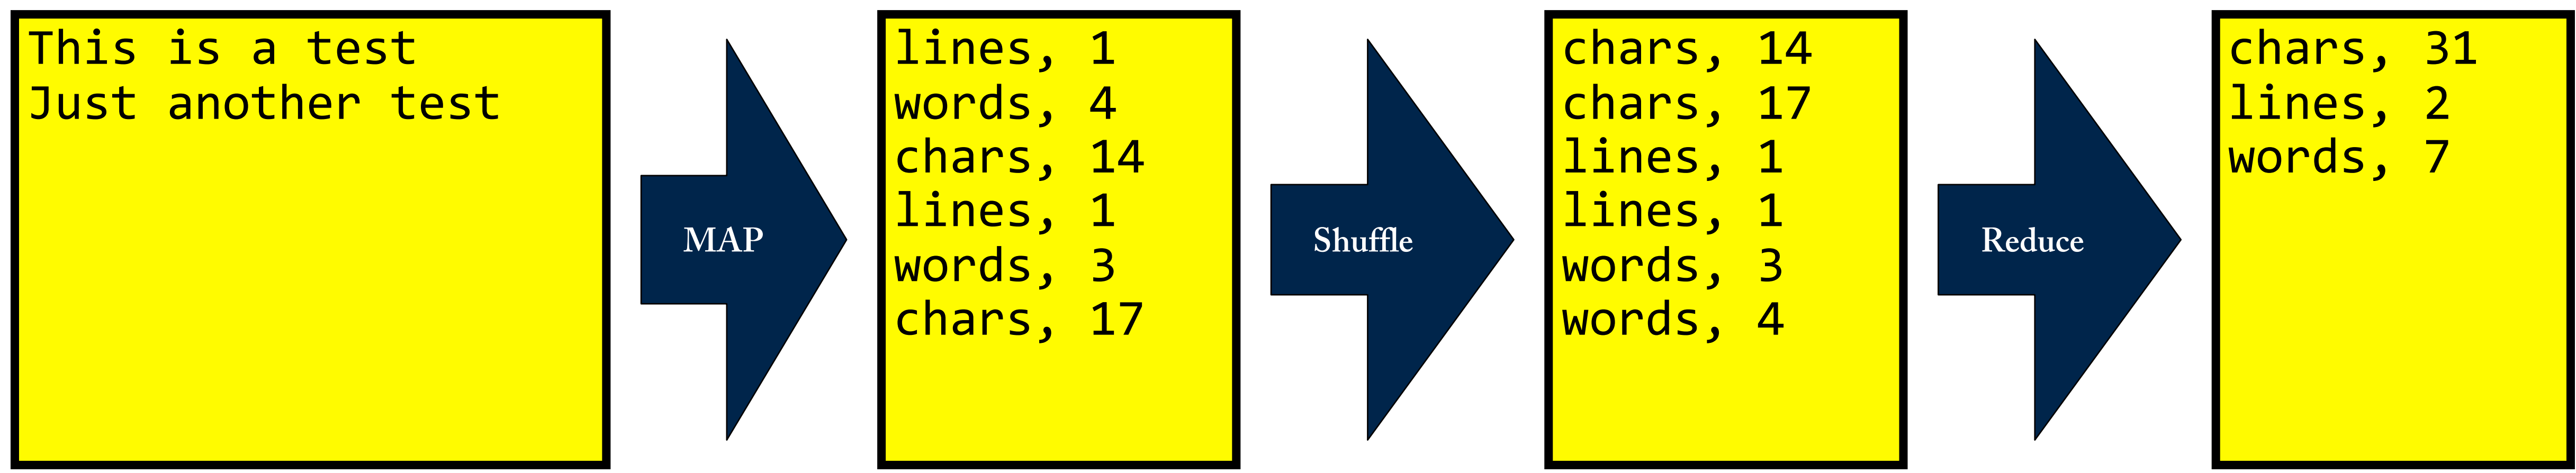 This is a test
Just another test
MAP
lines, 1
words, 4
chars, 14
lines, 1
words, 3
chars, 17
Shuffle
chars, 14
chars, 17
lines, 1
lines, 1
words, 3
words, 4
Reduce
chars, 31
lines, 2
words, 7